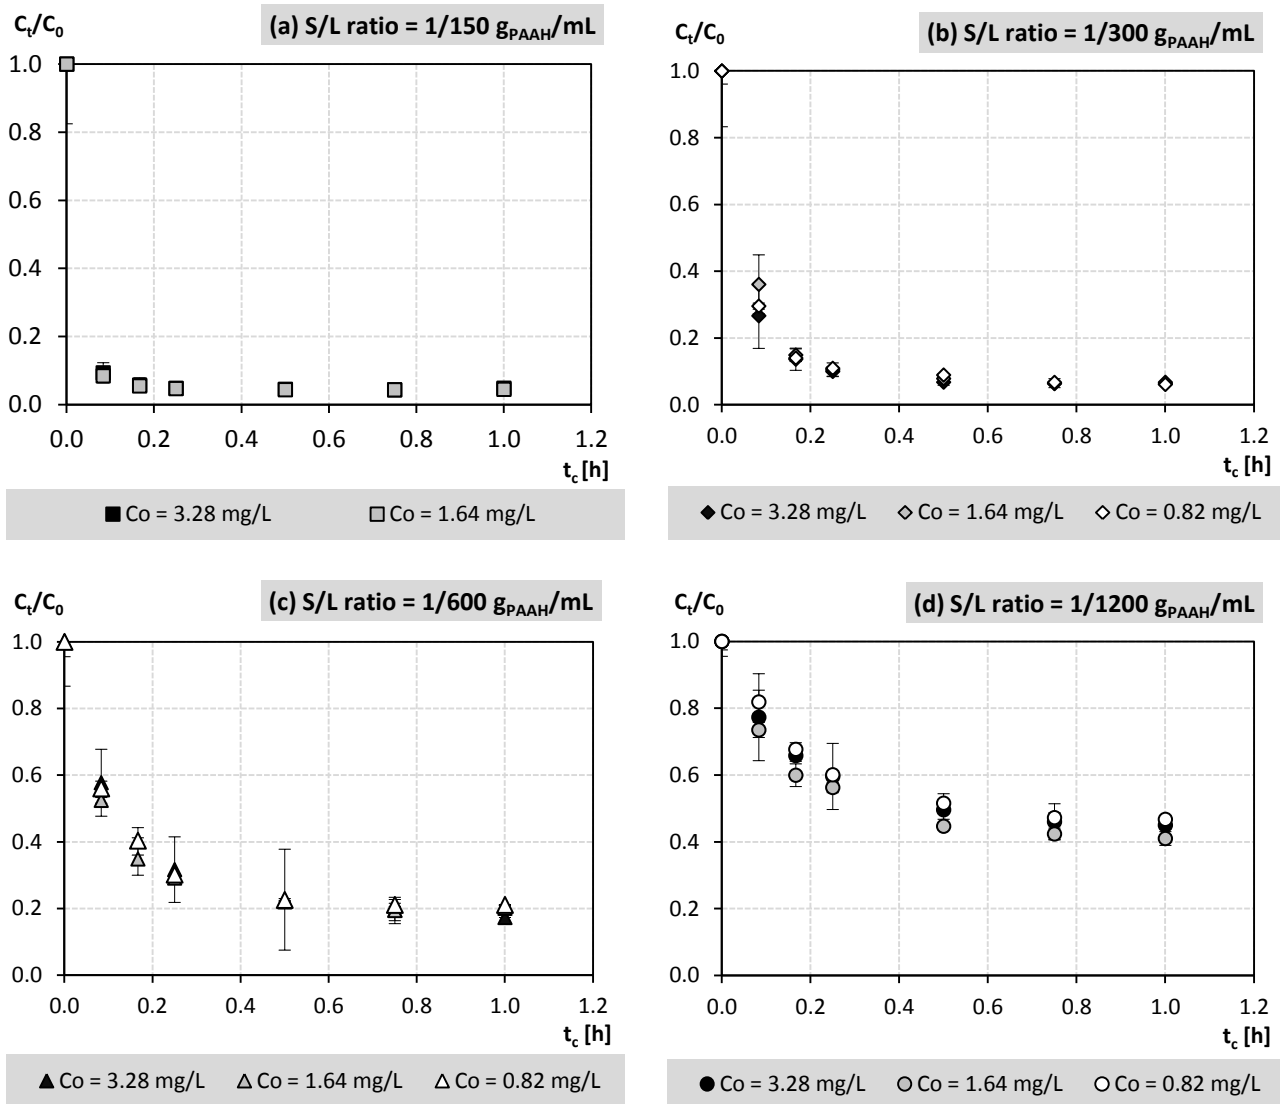 Ct/C0
(a) S/L ratio = 1/150 gPAAH/mL
1.0
0.8
0.6
0.4
0.2
0.0
0.0 0.2 0.4 0.6 0.8 1.0 1.2
tc [h]
Co = 3.28 mg/L Co = 1.64 mg/L
Ct/C0
(b) S/L ratio = 1/300 gPAAH/mL
1.0
0.8
0.6
0.4
0.2
0.0
0.0 0.2 0.4 0.6 0.8 1.0 1.2
tc [h]
Co = 3.28 mg/L Co = 1.64 mg/L Co = 0.82 mg/L
Ct/C0
(c) S/L ratio = 1/600 gPAAH/mL
1.0
0.8
0.6
0.4
0.2
0.0
0.0 0.2 0.4 0.6 0.8 1.0 1.2
tc [h]
Co = 3.28 mg/L Co = 1.64 mg/L Co = 0.82 mg/L
Ct/C0
(d) S/L ratio = 1/1200 gPAAH/mL
1.0
0.8
0.6
0.4
0.2
0.0
0.0 0.2 0.4 0.6 0.8 1.0 1.2
tc [h]
Co = 3.28 mg/L Co = 1.64 mg/L Co = 0.82 mg/L